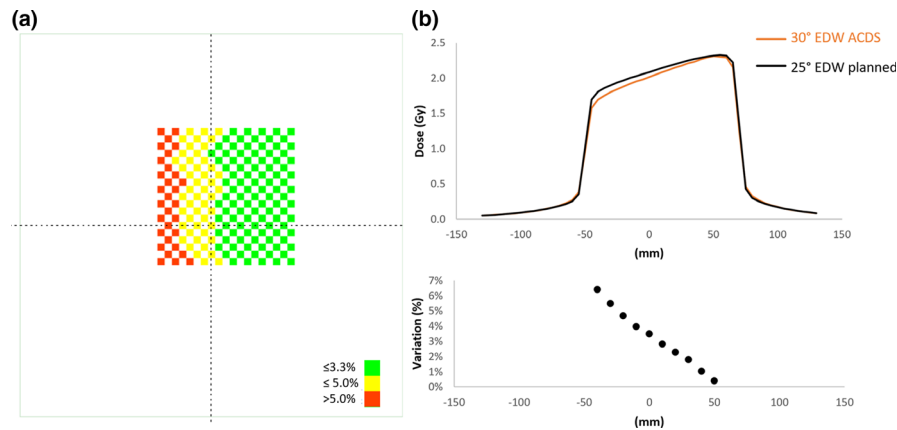 (a)
≤3.3%
≤ 5.0%
>5.0%
(b)
30° EDW ACDS
25° EDW planned
Dose (Gy)
2.5
2.0
1.5
1.0
0.5
0.0
-150 -100 -50 0 50 100 150
(mm)
Variation (%)
7%
6%
5%
4%
3%
2%
1%
0%
-150 -100 -50 0 50 100 150
(mm)